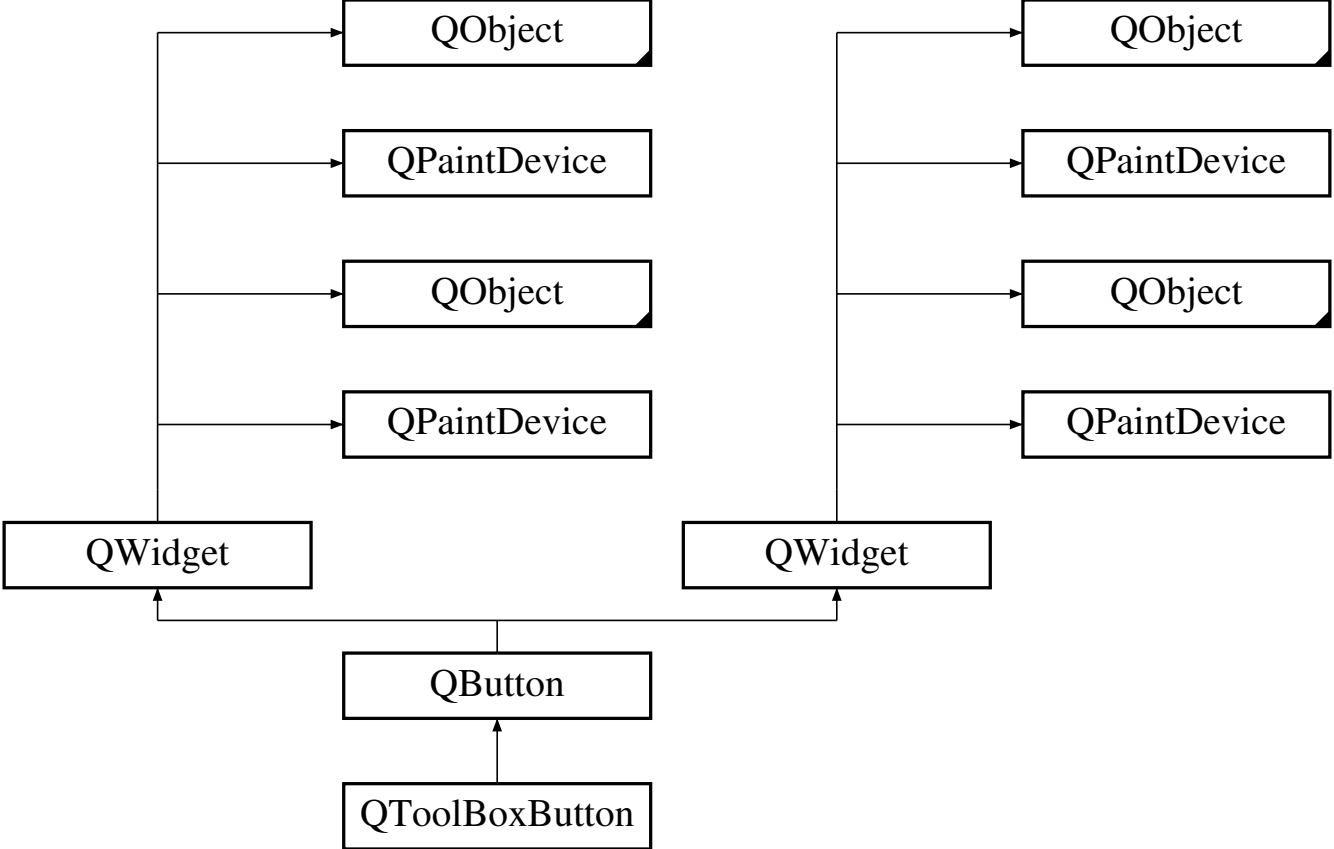 QObject
QObject
QPaintDevice
QPaintDevice
QObject
QObject
QPaintDevice
QPaintDevice
QWidget
QWidget
QButton
QToolBoxButton